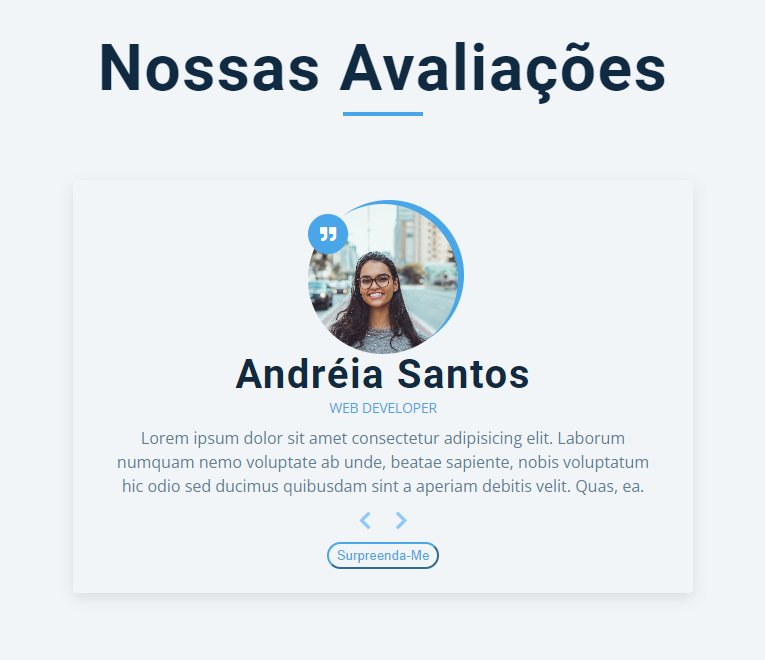 Nossas Avaliações
Andréia Santos
WEB DEVELOPER
Lorem ipsum dolor sit amet consectetur adipisicing elit. Laborum
numquam nemo voluptate ab unde, beatae sapiente, nobis voluptatum
hic odio sed ducimus quibusdam sint a aperiam debitis velit. Quas, ea.
Surpreenda-Me